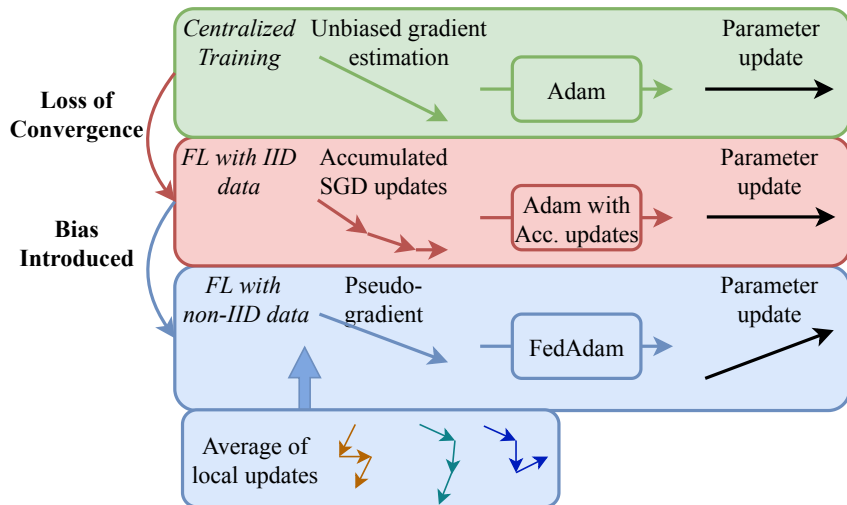 Centralized
Training
Unbiased gradient
estimation
Adam
Parameter
update
Loss of
Convergence
FL with IID
data
Accumulated
SGD updates
Adam with
Acc. updates
Parameter
update
Bias
Introduced
FL with
non-IID data
Pseudo-
gradient
FedAdam
Parameter
update
Average of
local updates